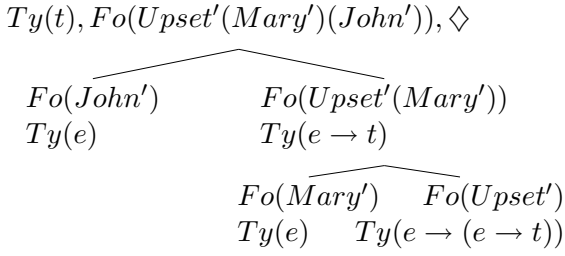 Ty(t), Fo(Upset′(Mary′)(John′)), ♢
Fo(John′) Fo(Upset′(Mary′))
Ty(e) Ty(e → t)
Fo(Mary′) Fo(Upset′)
Ty(e) Ty(e → (e → t))